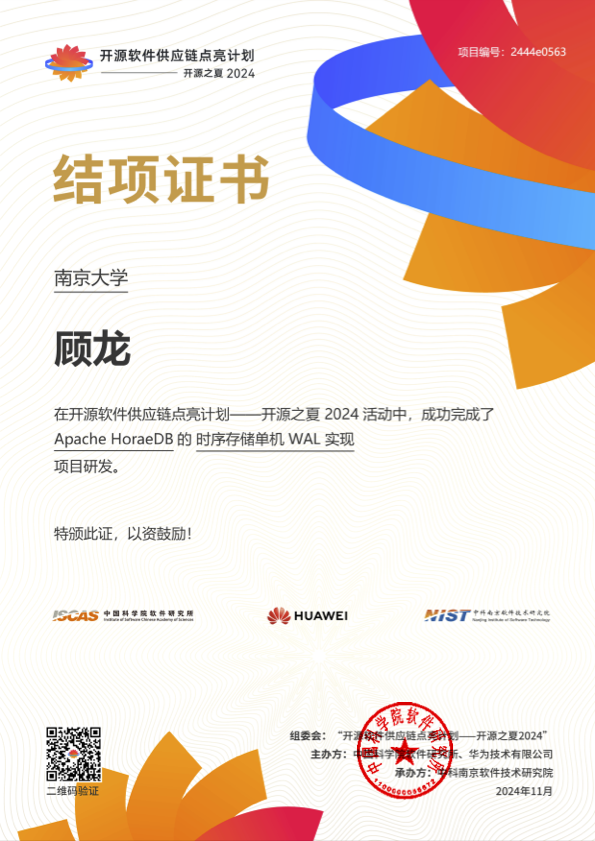 开源软件供应链点亮计划
开源之夏 2024
项目编号：2444e0563
结项证书
南京大学
顾龙
在开源软件供应链点亮计划——开源之夏 2024 活动中，成功完成了
Apache HoraeDB 的 时序存储单机 WAL 实现
项目研发。
特颁此证，以资鼓励！
ISCAS 中国科学院软件研究所
Institute of Software Chinese Academy of Sciences
HUAWEI
NIST 中科南京软件技术研究院
Nanjing Institute of Software Technology
组委会：“开源软件供应链点亮计划——开源之夏2024”
主办方：中国科学院软件研究所、华为技术有限公司
承办方：中科南京软件技术研究院
2024年11月
中国科学院软件研究所
二维码验证